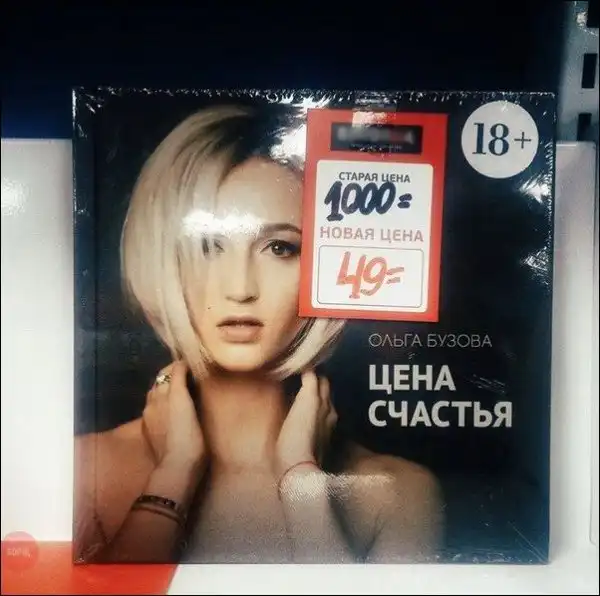 18+
СТАРАЯ ЦЕНА
1000=
НОВАЯ ЦЕНА
49=
ОЛЬГА БУЗОВА
ЦЕНА
СЧАСТЬЯ